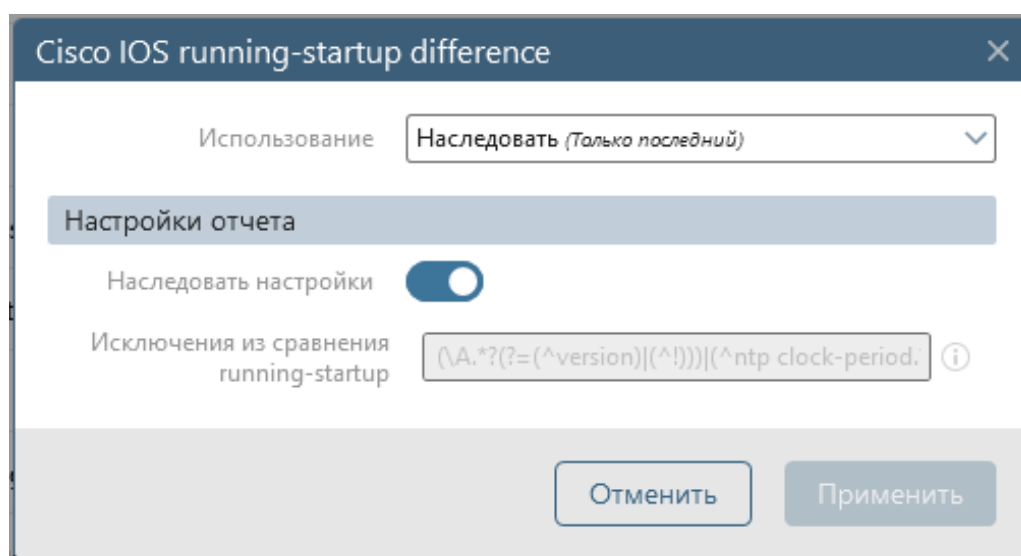 Cisco IOS running-startup difference
Использование
Наследовать (Только последний)
Настройки отчета
Наследовать настройки
Исключения из сравнения
running-startup
(\A.*?(?=(^version)|(^!)))|(^ntp clock-period.
Отменить
Применить